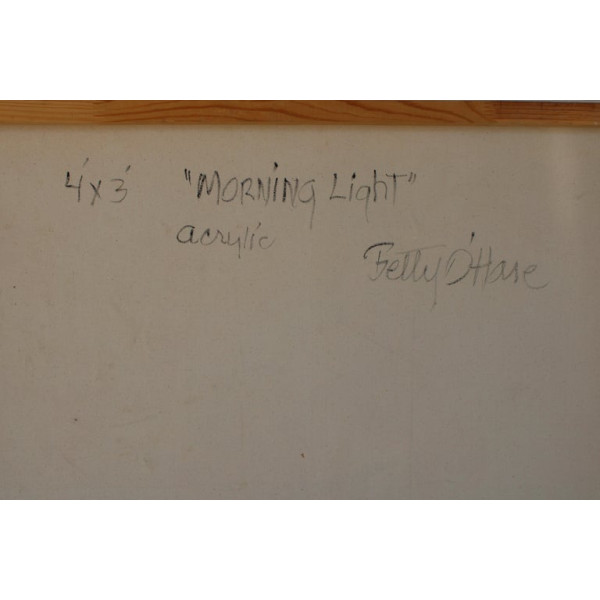 4'x3' "MORNING LighT"
acrylic
Betty O'Hare